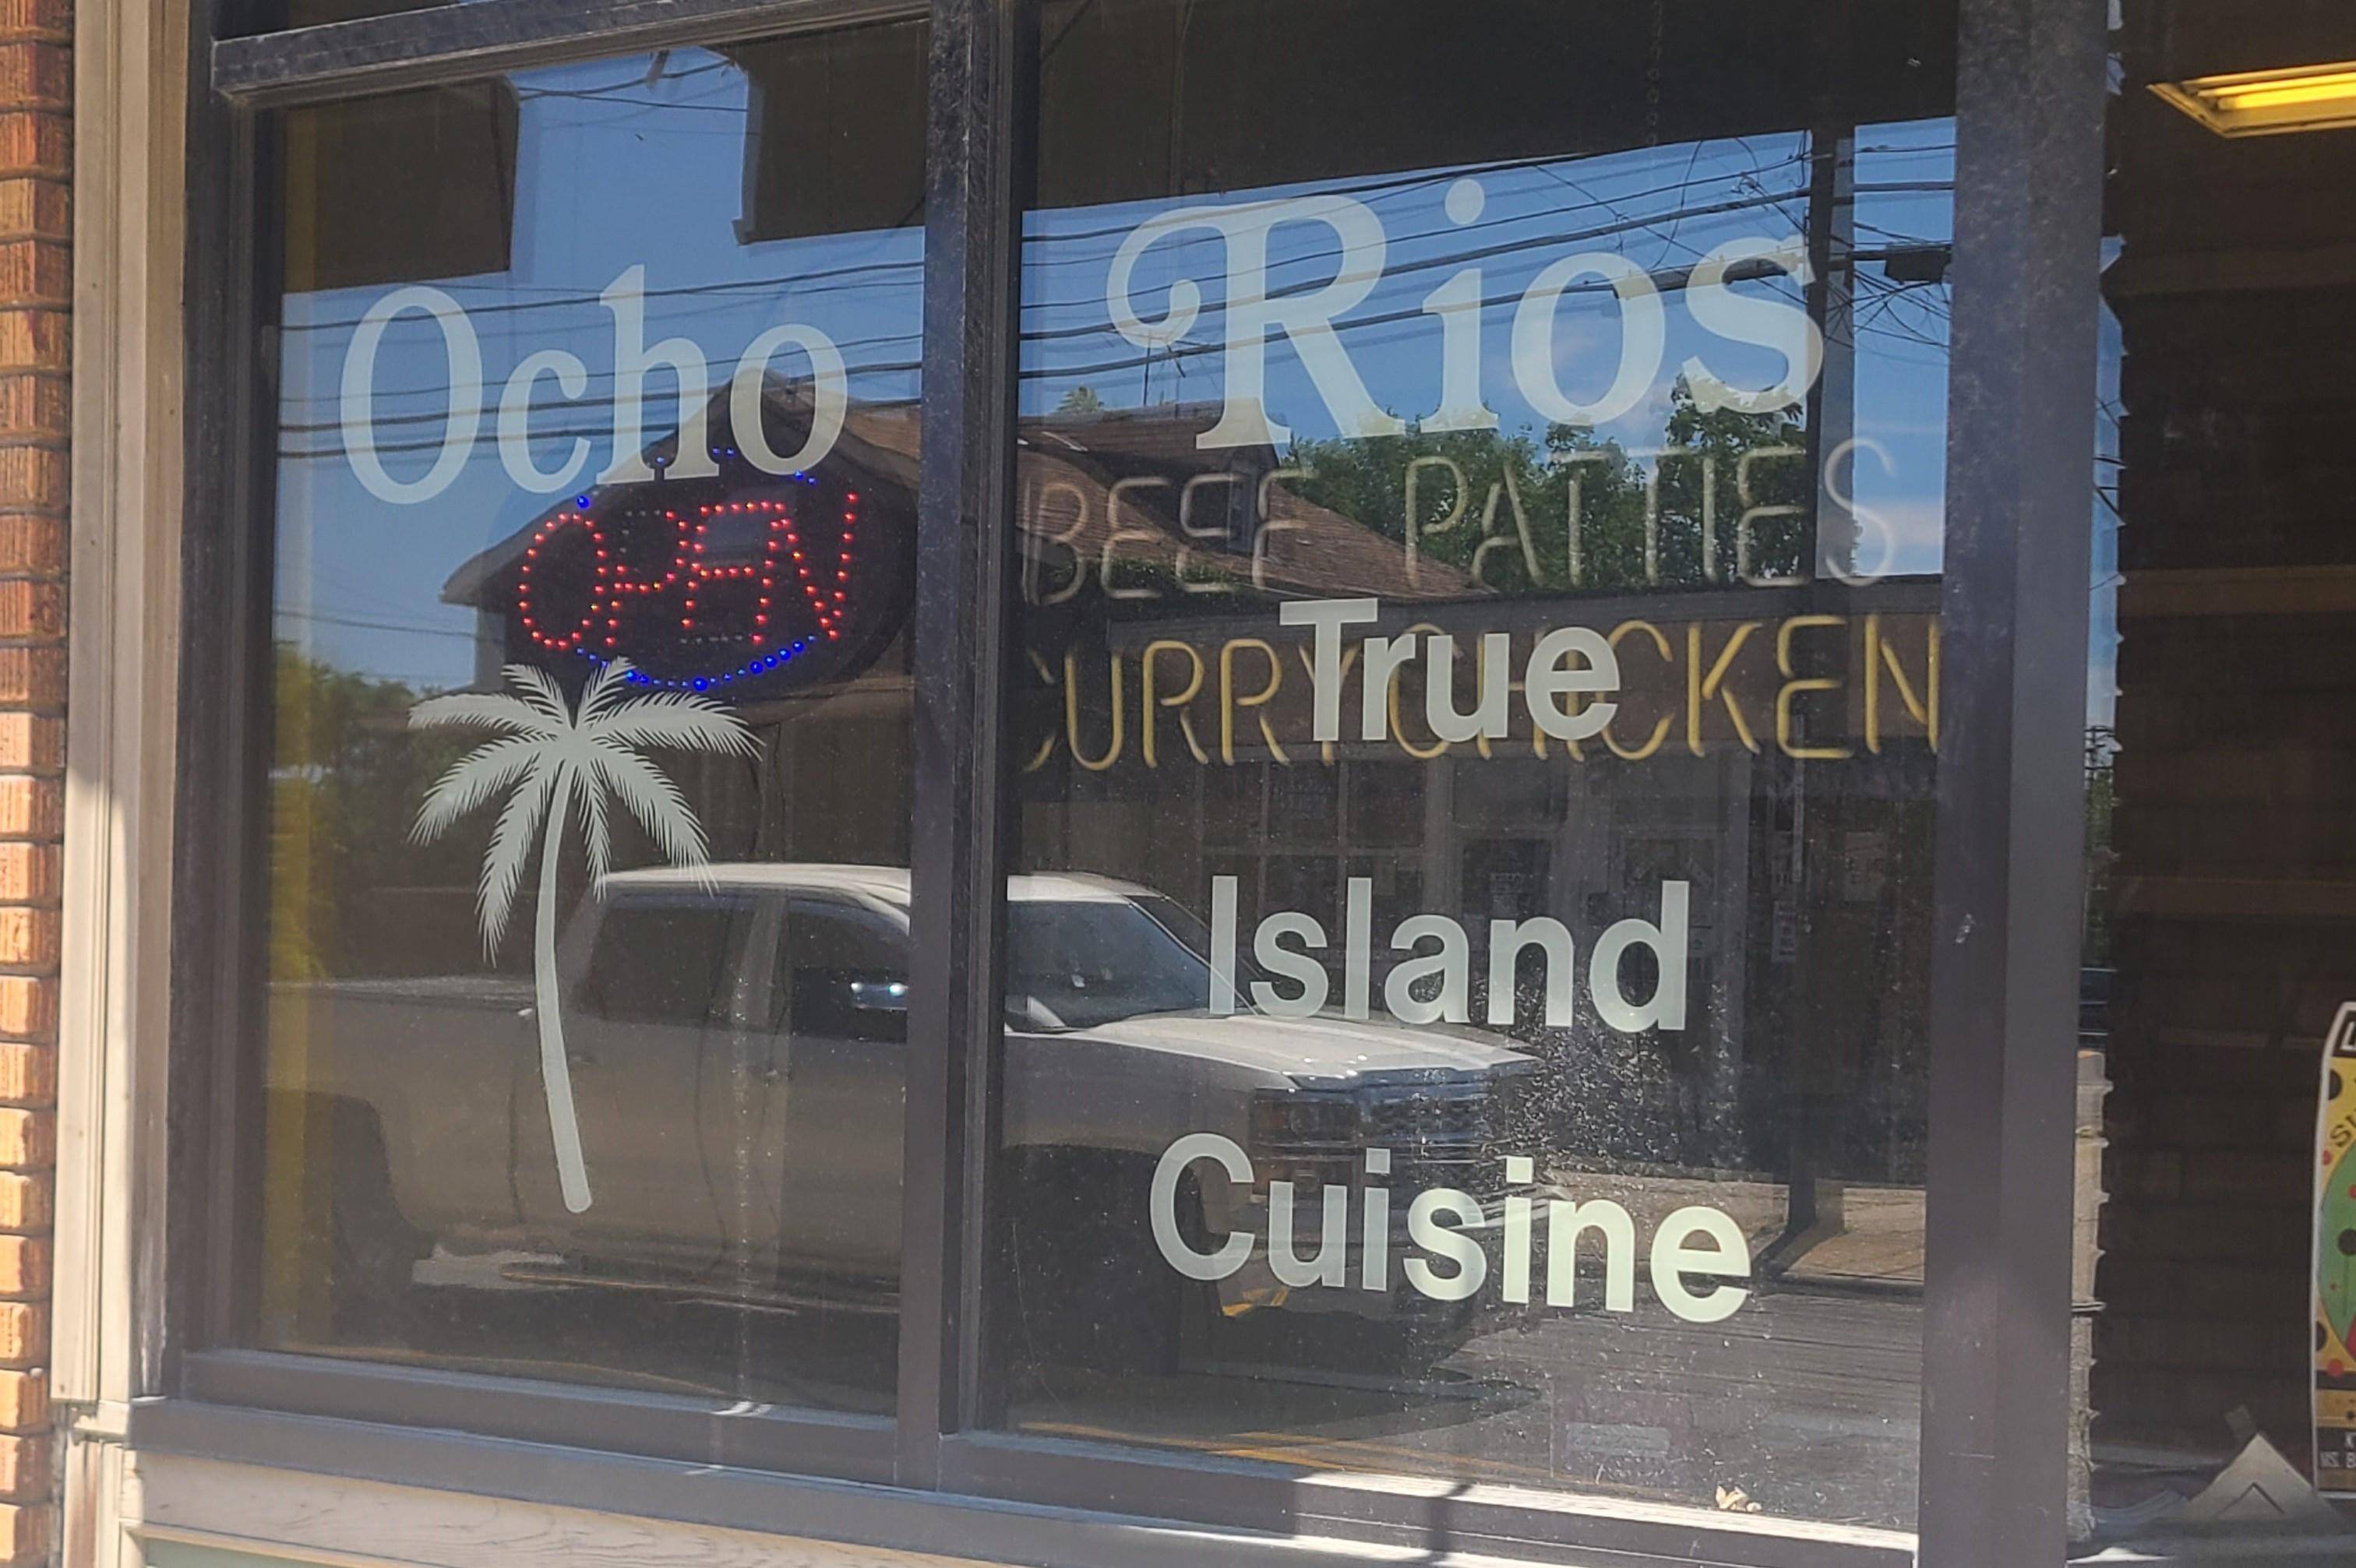 Ocho Rios
OPEN
BEEF PATTIES
CURRY CHICKEN
True
Island
Cuisine